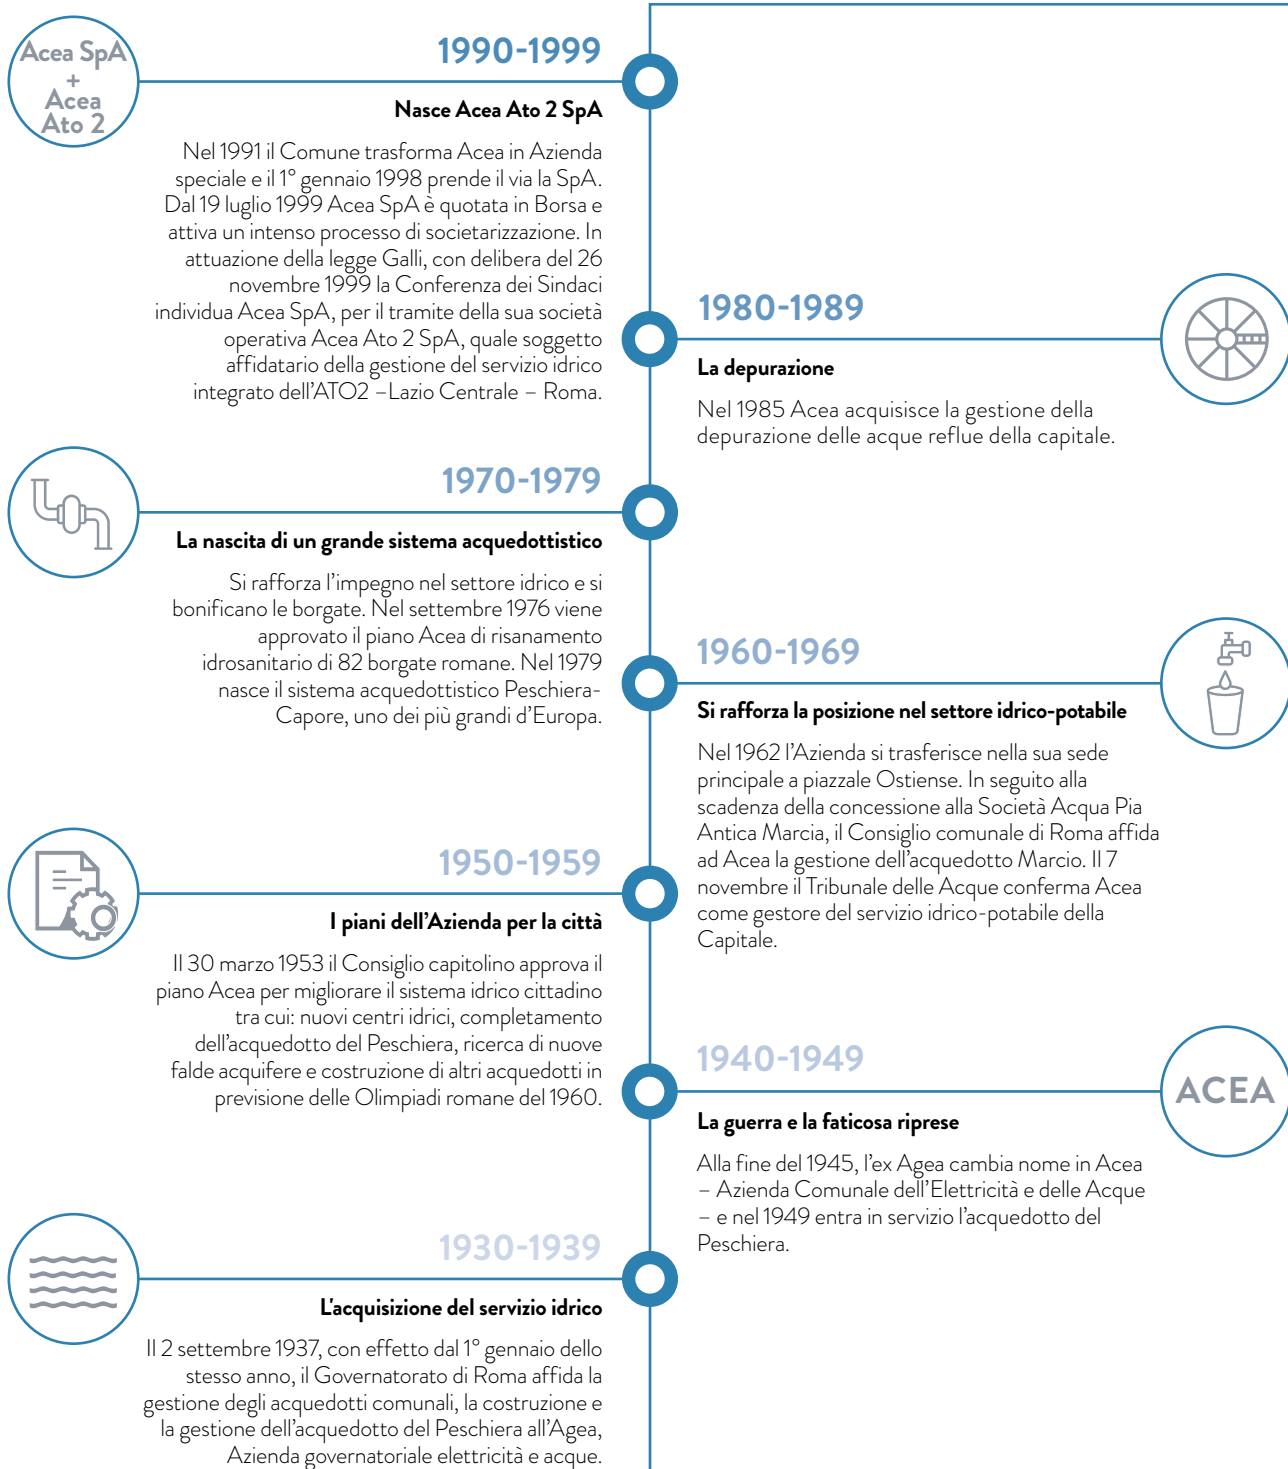 Acea SpA
+
Acea
Ato 2
1990-1999
Nasce Acea Ato 2 SpA
Nel 1991 il Comune trasforma Acea in Azienda
speciale e il 1° gennaio 1998 prende il via la SpA.
Dal 19 luglio 1999 Acea SpA è quotata in Borsa e
attiva un intenso processo di societarizzazione. In
attuazione della legge Galli, con delibera del 26
novembre 1999 la Conferenza dei Sindaci
individua Acea SpA, per il tramite della sua società
operativa Acea Ato 2 SpA, quale soggetto
affidatario della gestione del servizio idrico
integrato dell'ATO2 –Lazio Centrale – Roma.
1980-1989
La depurazione
Nel 1985 Acea acquisisce la gestione della
depurazione delle acque reflue della capitale.
1970-1979
La nascita di un grande sistema acquedottistico
Si rafforza l'impegno nel settore idrico e si
bonificano le borgate. Nel settembre 1976 viene
approvato il piano Acea di risanamento
idrosanitario di 82 borgate romane. Nel 1979
nasce il sistema acquedottistico Peschiera-
Capore, uno dei più grandi d'Europa.
1960-1969
Si rafforza la posizione nel settore idrico-potabile
Nel 1962 l'Azienda si trasferisce nella sua sede
principale a piazzale Ostiense. In seguito alla
scadenza della concessione alla Società Acqua Pia
Antica Marcia, il Consiglio comunale di Roma affida
ad Acea la gestione dell'acquedotto Marcio. Il 7
novembre il Tribunale delle Acque conferma Acea
come gestore del servizio idrico-potabile della
Capitale.
1950-1959
I piani dell'Azienda per la città
Il 30 marzo 1953 il Consiglio capitolino approva il
piano Acea per migliorare il sistema idrico cittadino
tra cui: nuovi centri idrici, completamento
dell'acquedotto del Peschiera, ricerca di nuove
falde acquifere e costruzione di altri acquedotti in
previsione delle Olimpiadi romane del 1960.
1940-1949
ACEA
La guerra e la faticosa riprese
Alla fine del 1945, l'ex Agea cambia nome in Acea
– Azienda Comunale dell'Elettricità e delle Acque
– e nel 1949 entra in servizio l'acquedotto del
Peschiera.
1930-1939
L'acquisizione del servizio idrico
Il 2 settembre 1937, con effetto dal 1° gennaio dello
stesso anno, il Governatorato di Roma affida la
gestione degli acquedotti comunali, la costruzione e
la gestione dell'acquedotto del Peschiera all'Agea,
Azienda governatoriale elettricità e acque.